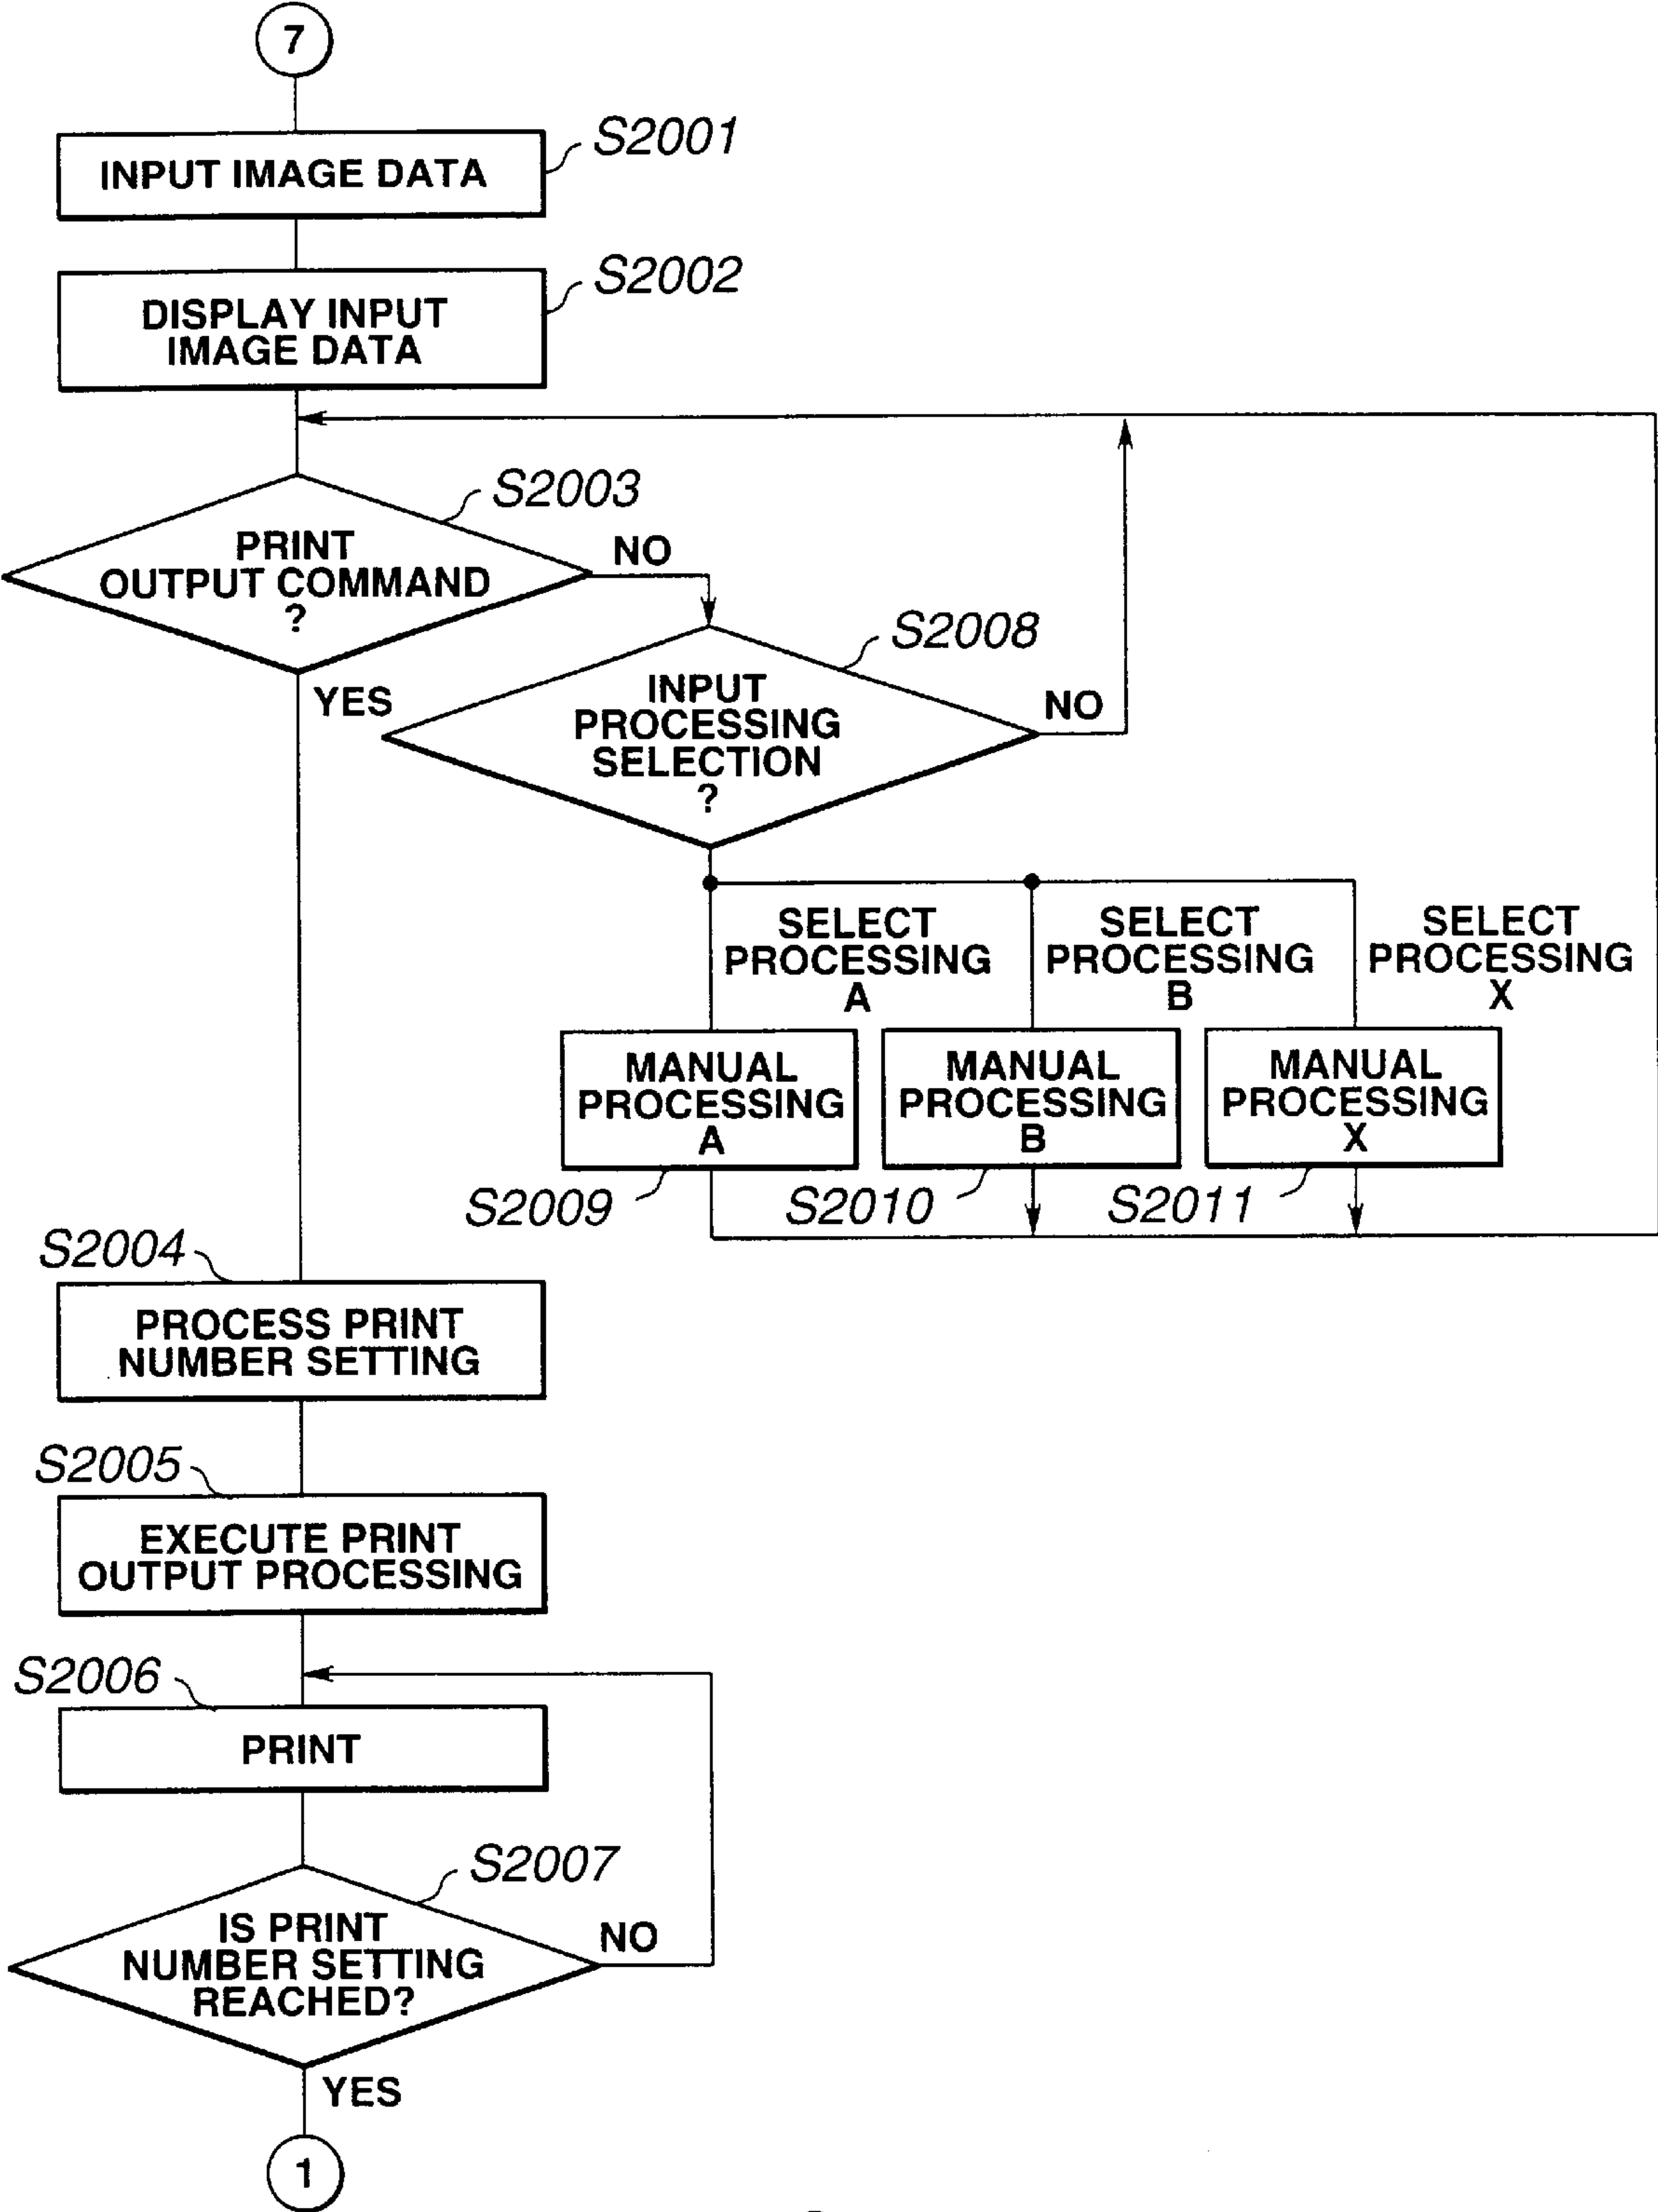 7
S2001
INPUT IMAGE DATA
S2002
DISPLAY INPUT
IMAGE DATA
S2003
PRINT
OUTPUT COMMAND
?
NO
YES
S2008
INPUT
PROCESSING
SELECTION
?
NO
SELECT
PROCESSING
A
SELECT
PROCESSING
B
SELECT
PROCESSING
X
MANUAL
PROCESSING
A
MANUAL
PROCESSING
B
MANUAL
PROCESSING
X
S2009
S2010
S2011
S2004
PROCESS PRINT
NUMBER SETTING
S2005
EXECUTE PRINT
OUTPUT PROCESSING
S2006
PRINT
S2007
IS PRINT
NUMBER SETTING
REACHED?
NO
YES
1